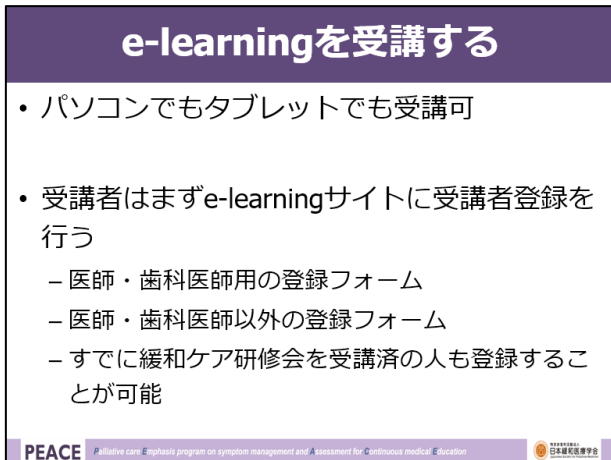 e-learningを受講する
• パソコンでもタブレットでも受講可
• 受講者はまずe-learningサイトに受講者登録を
行う
– 医師・歯科医師用の登録フォーム
– 医師・歯科医師以外の登録フォーム
– すでに緩和ケア研修会を受講済の人も登録するこ
とが可能
PEACE Palliative care Emphasis program on symptom management and Assessment for Continuous medical Education
日本緩和医療学会